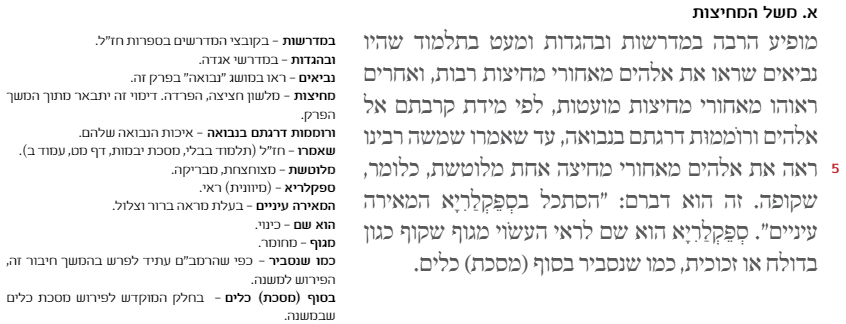 א. משל המחיצות
מופיע הרבה במדרשות ובהגדות ומעט בתלמוד שהיו
נביאים שראו את אלהים מאחורי מחיצות רבות, ואחרים
ראוהו מאחורי מחיצות מועטות, לפי מידת קרבתם אל
אלהים ורוֹממוּת דרגתם בנבואה, עד שאמרו שמשה רבינו
5 ראה את אלהים מאחורי מחיצה אחת מלוטשת, כלומר,
שקופה. זה הוא דברם: "הסתכל בסְפֵּקְלַרִיָא המאירה
עיניים". סְפֵּקְלַרִיָא הוא שם לראי העשׂוי מגוף שקוף כגון
בדולח או זכוכית, כמו שנסביר בסוף (מסכת) כלים.
במדרשות – בקובצי המדרשים בספרות חז"ל.
ובהגדות – במדרשי אגדה.
נביאים – ראו במושג "נבואה" בפרק זה.
מחיצות – מלשון חציצה, הפרדה. דימוי זה יתבאר מתוך המשך
הפרק.
ורוממות דרגתם בנבואה – איכות הנבואה שלהם.
שאמרו – חז"ל (תלמוד בבלי, מסכת יבמות, דף מט, עמוד ב).
מלוטשת – מצוחצחת, מבריקה.
ספקלריא – (מיוונית) ראי.
המאירה עיניים – בעלת מראה ברור וצלול.
הוא שם – כינוי.
מגוף – מחומר.
כמו שנסביר – כפי שהרמב"ם עתיד לפרש בהמשך חיבור זה,
הפירוש למשנה.
בסוף (מסכת) כלים – בחלק המוקדש לפירוש מסכת כלים
שבמשנה.